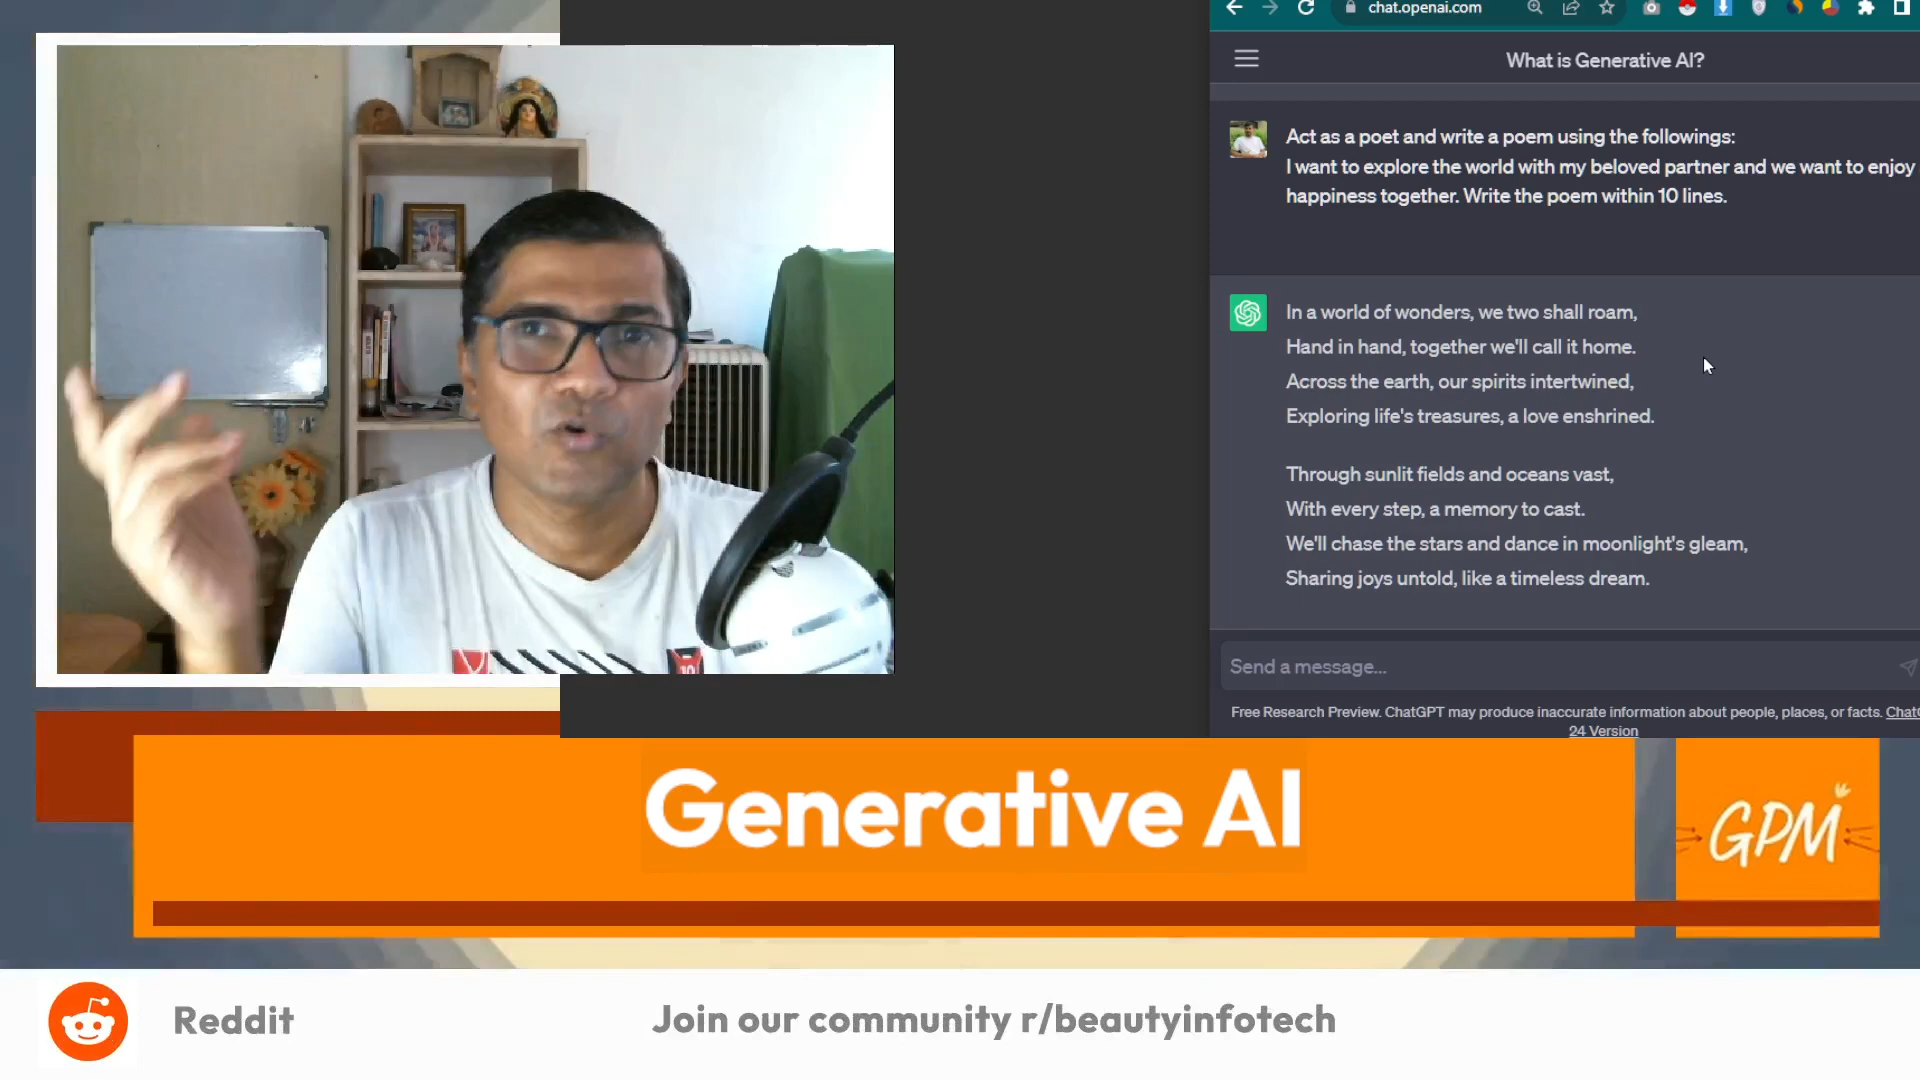 chat.openai.com
What is Generative AI?
Act as a poet and write a poem using the followings:
I want to explore the world with my beloved partner and we want to enjoy
happiness together. Write the poem within 10 lines.
In a world of wonders, we two shall roam,
Hand in hand, together we'll call it home.
Across the earth, our spirits intertwined,
Exploring life's treasures, a love enshrined.
Through sunlit fields and oceans vast,
With every step, a memory to cast.
We'll chase the stars and dance in moonlight's gleam,
Sharing joys untold, like a timeless dream.
Send a message...
Free Research Preview. ChatGPT may produce inaccurate information about people, places, or facts.
24 Version
Generative AI
GPM
Reddit
Join our community r/beautyinfotech